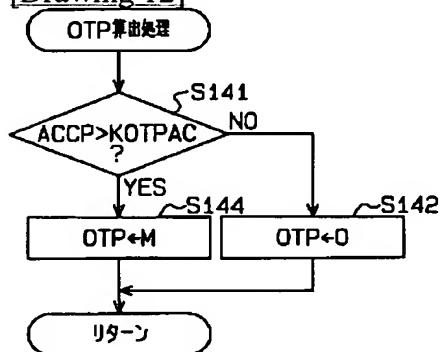 [Drawing 12]
OTP算出処理
S141
ACCP>KOTPAC
?
NO
YES
S144
S142
OTP←M
OTP←0
リターン